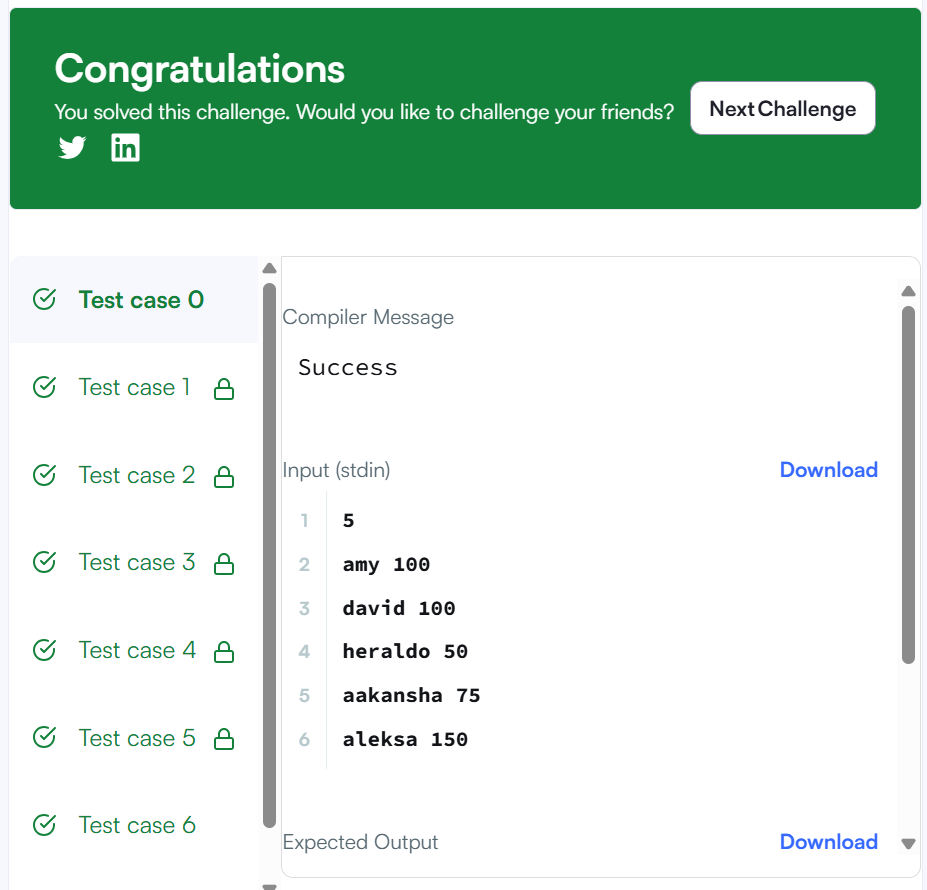 Congratulations
You solved this challenge. Would you like to challenge your friends?
Next Challenge
in
Test case 0
Test case 1
Test case 2
Test case 3
Test case 4
Test case 5
Test case 6
Compiler Message
Success
Input (stdin)
Download
1 5
2 amy 100
3 david 100
4 heraldo 50
5 aakansha 75
6 aleksa 150
Expected Output
Download